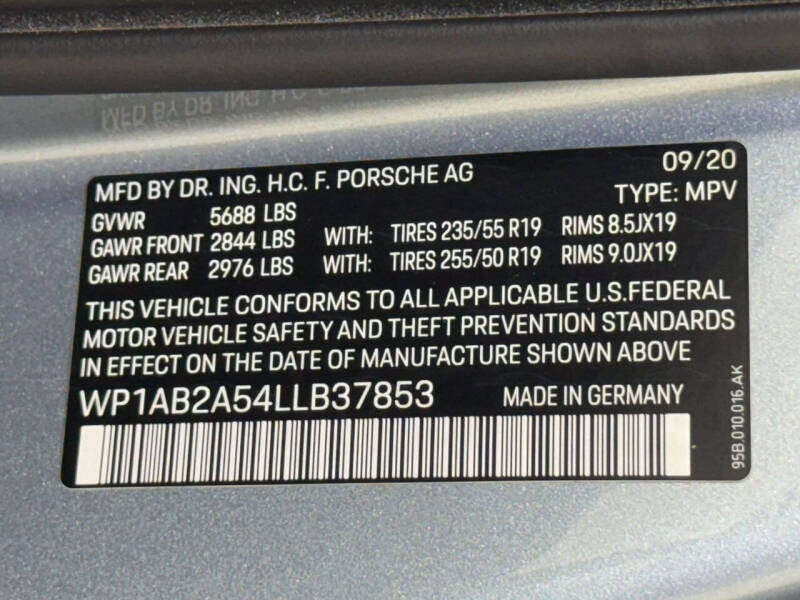 MFD BY DR. ING. H.C. F. PORSCHE AG 09/20
GVWR 5688 LBS TYPE: MPV
GAWR FRONT 2844 LBS WITH: TIRES 235/55 R19 RIMS 8.5JX19
GAWR REAR 2976 LBS WITH: TIRES 255/50 R19 RIMS 9.0JX19
THIS VEHICLE CONFORMS TO ALL APPLICABLE U.S.FEDERAL
MOTOR VEHICLE SAFETY AND THEFT PREVENTION STANDARDS
IN EFFECT ON THE DATE OF MANUFACTURE SHOWN ABOVE
WP1AB2A54LLB37853 MADE IN GERMANY
95B.010.016.AK